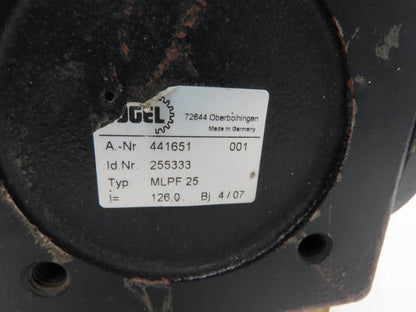 OGEL 72644 Oberboihingen
Made in Germany
A.-Nr 441651 001
Id.Nr. 255333
Typ MLPF 25
i= 126.0 Bj 4/07